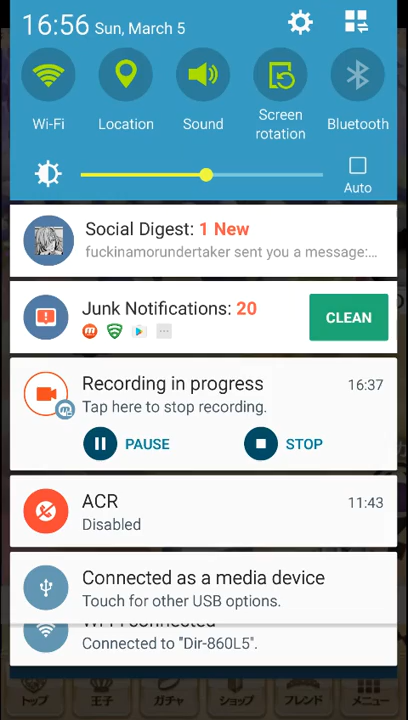 16:56 Sun, March 5
Wi-Fi
Location
Sound
Screen
rotation
Bluetooth
Auto
Social Digest: 1 New
fuckinamorundertaker sent you a message:...
Junk Notifications: 20
CLEAN
Recording in progress
16:37
Tap here to stop recording.
PAUSE
STOP
ACR
11:43
Disabled
Connected as a media device
Touch for other USB options.
Wi-Fi connected
Connected to "Dir-860L5".
トップ
王子
ガチャ
ショップ
フレンド
メニュー